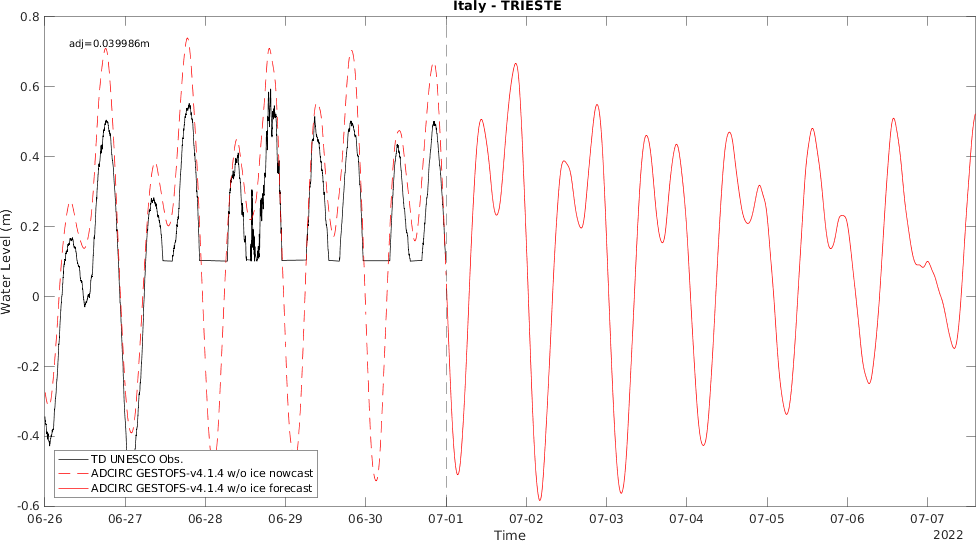 Italy - TRIESTE
adj=0.039986m
0.8
0.6
0.4
0.2
0
-0.2
-0.4
-0.6
Water Level (m)
TD UNESCO Obs.
ADCIRC GESTOFS-v4.1.4 w/o ice nowcast
ADCIRC GESTOFS-v4.1.4 w/o ice forecast
06-26 06-27 06-28 06-29 06-30 07-01 07-02 07-03 07-04 07-05 07-06 07-07
Time
2022